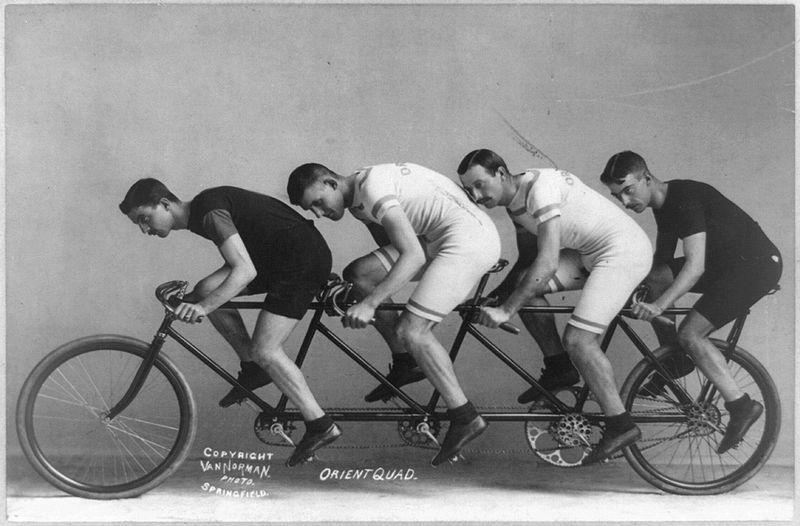 COPYRIGHT
VAN NORMAN.
PHOTO.
SPRINGFIELD.
ORIENT QUAD.